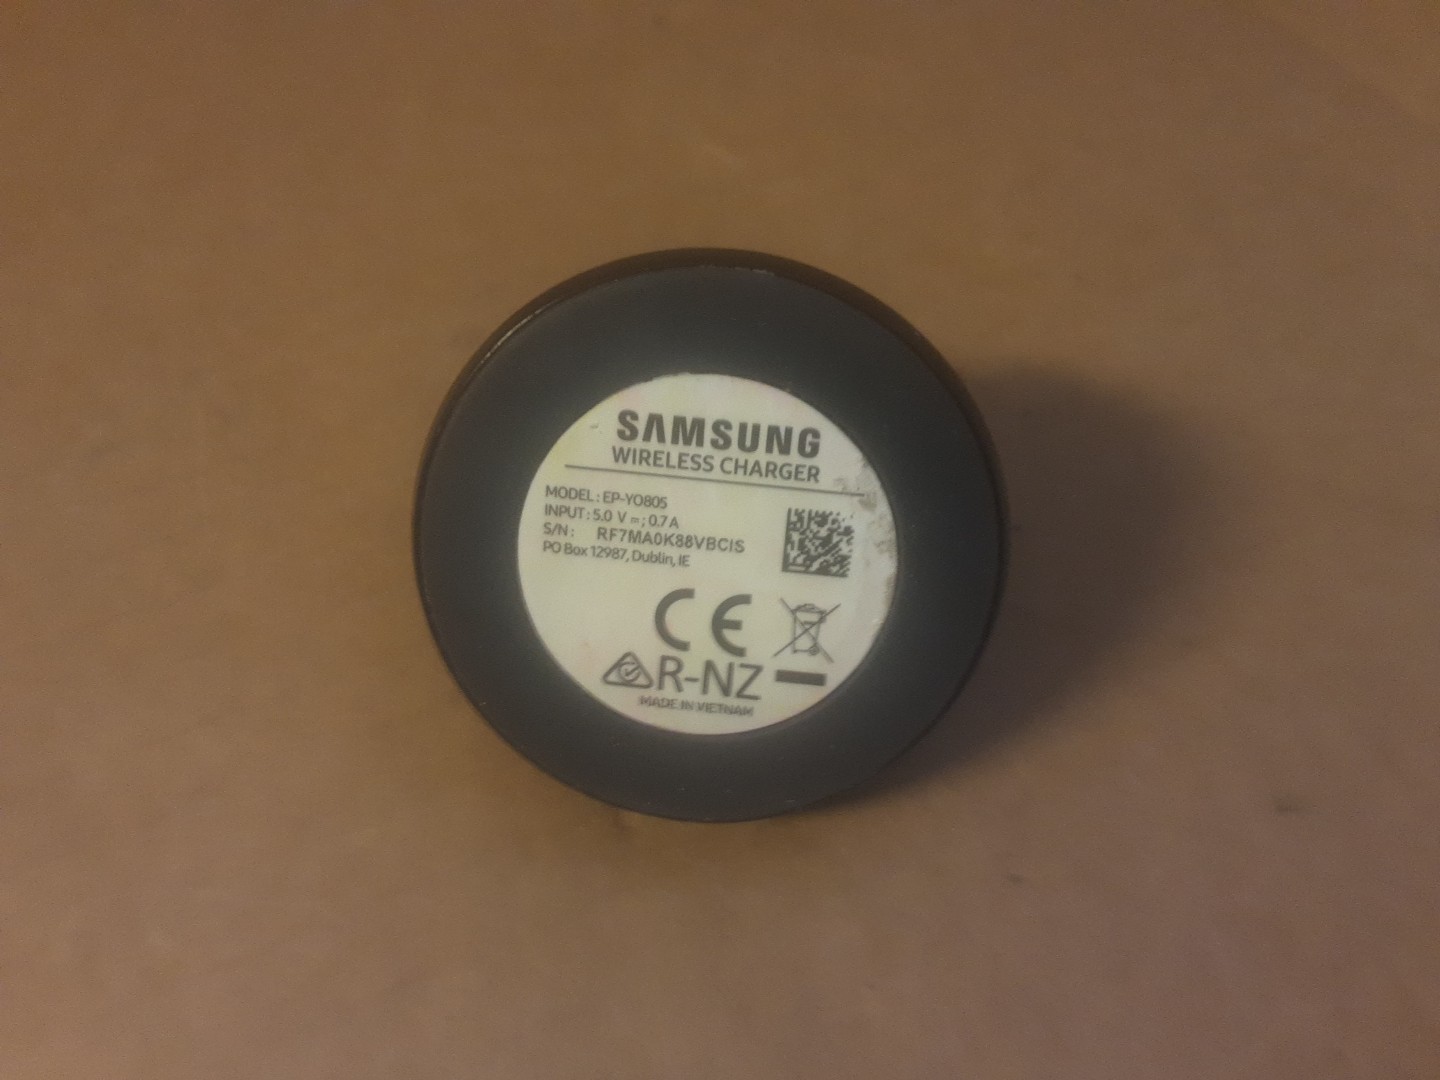 SAMSUNG
WIRELESS CHARGER
MODEL : EP-YO805
INPUT : 5.0 V ⎓ ; 0.7 A
S/N : RF7MA0K88VBCIS
PO Box 12987, Dublin, IE
CE
R-NZ
MADE IN VIETNAM